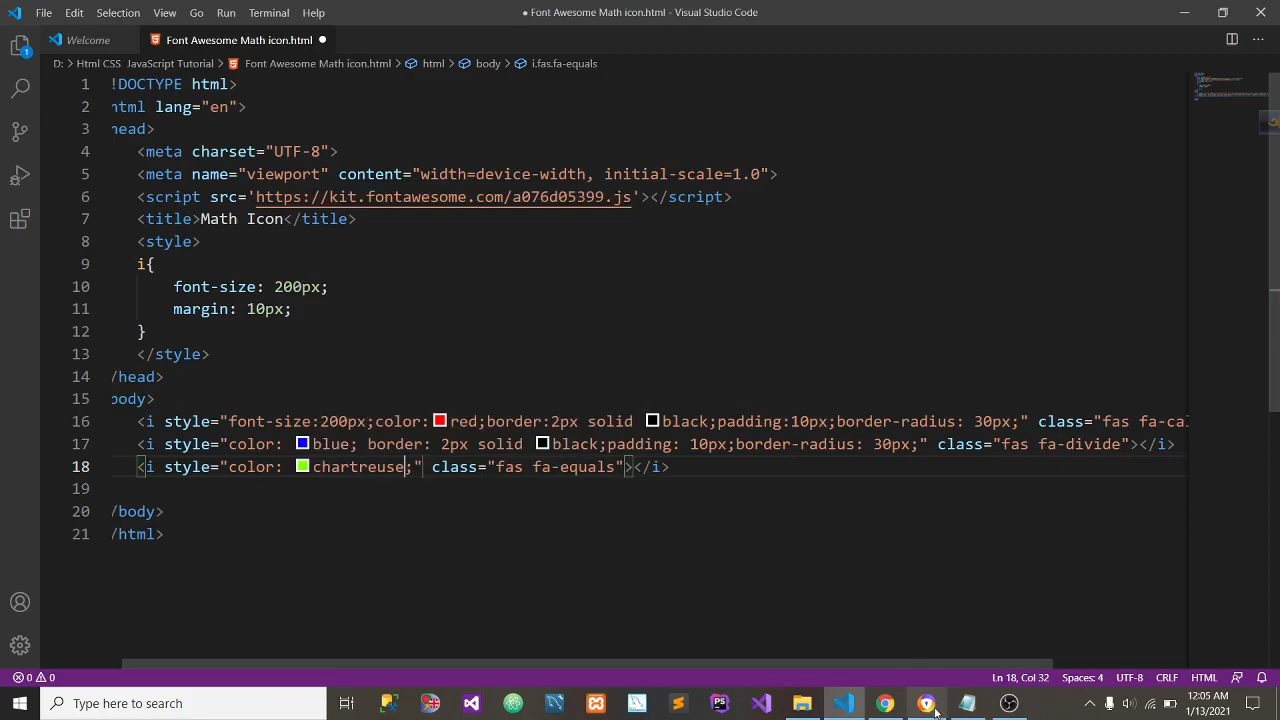 File Edit Selection View Go Run Terminal Help
● Font Awesome Math icon.html - Visual Studio Code
Welcome
Font Awesome Math icon.html ●
D: > Html CSS JavaScript Tutorial > Font Awesome Math icon.html > html > body > i.fas.fa-equals
1 !DOCTYPE html>
2 html lang="en">
3 head>
4 <meta charset="UTF-8">
5 <meta name="viewport" content="width=device-width, initial-scale=1.0">
6 <script src='https://kit.fontawesome.com/a076d05399.js'></script>
7 <title>Math Icon</title>
8 <style>
9 i{
10 font-size: 200px;
11 margin: 10px;
12 }
13 </style>
14 /head>
15 body>
16 <i style="font-size:200px;color:red;border:2px solid black;padding:10px;border-radius: 30px;" class="fas fa-cal
17 <i style="color: blue; border: 2px solid black;padding: 10px;border-radius: 30px;" class="fas fa-divide"></i>
18 <i style="color: chartreuse;" class="fas fa-equals"></i>
19
20 /body>
21 /html>
1
0 0
Ln 18, Col 32 Spaces: 4 UTF-8 CRLF HTML
Type here to search
PS
12:05 AM
1/13/2021